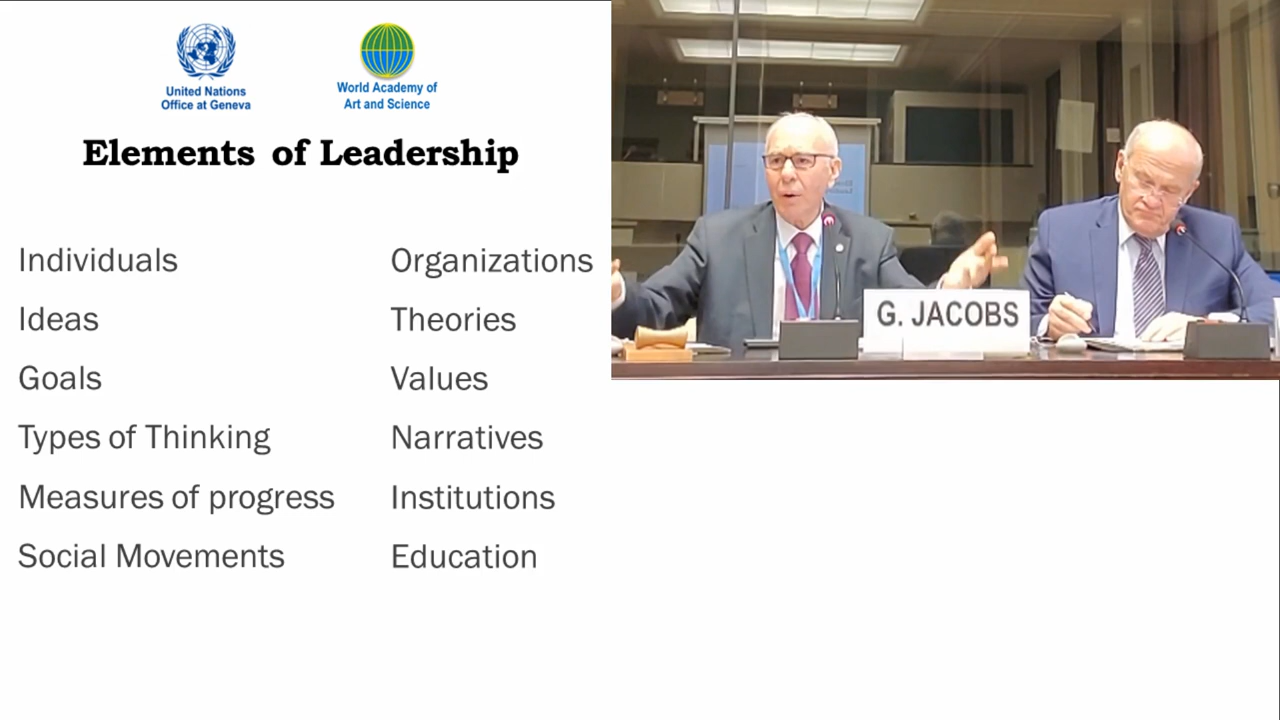 United Nations
Office at Geneva
World Academy of
Art and Science
Elements of Leadership
Individuals
Ideas
Goals
Types of Thinking
Measures of progress
Social Movements
Organizations
Theories
Values
Narratives
Institutions
Education
G. JACOBS